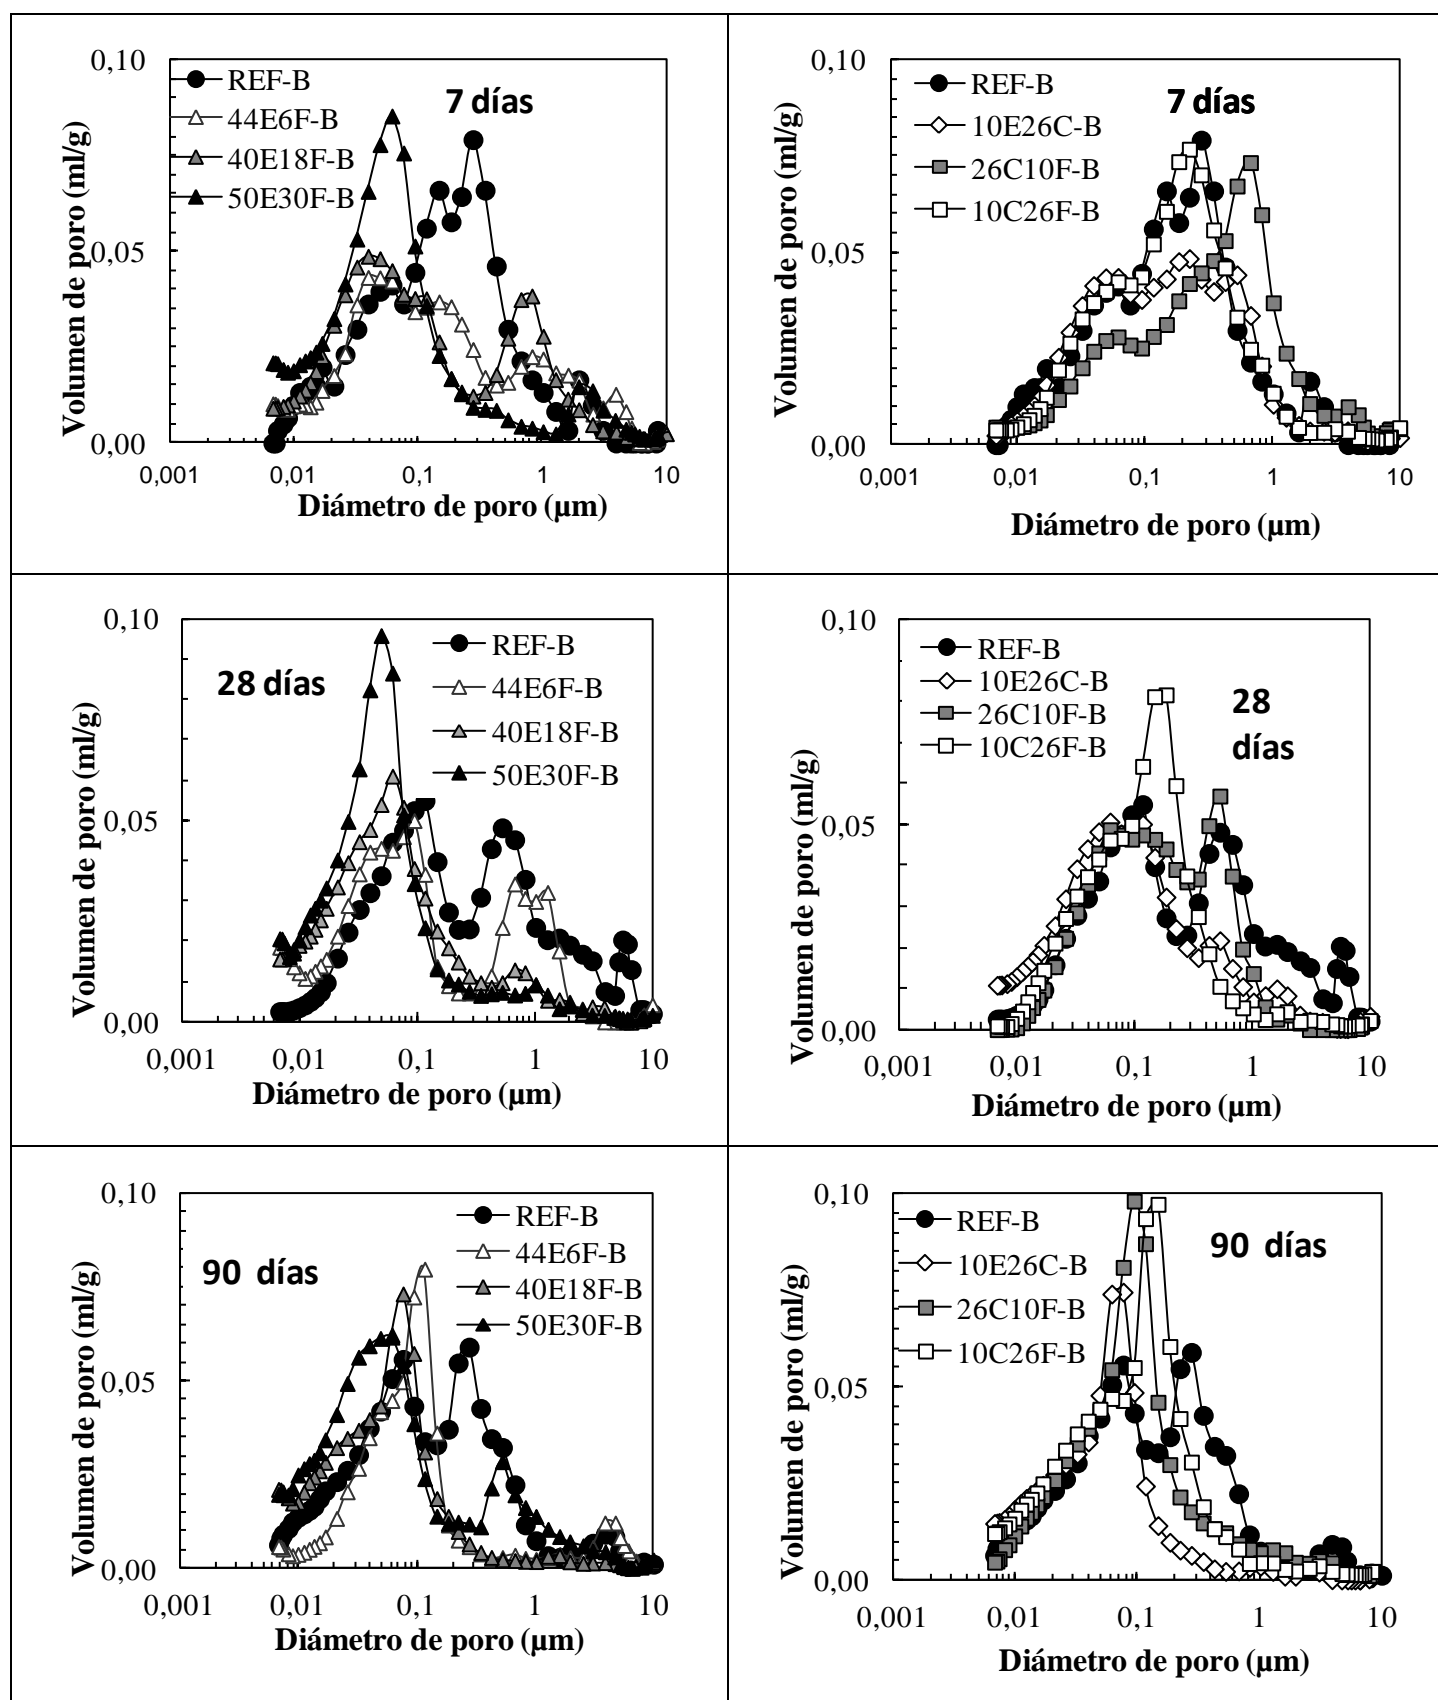 0,10
REF-B
44E6F-B
40E18F-B
50E30F-B
7 días
0,05
0,00
Volumen de poro (ml/g)
0,001 0,01 0,1 1 10
Diámetro de poro (µm)
0,10
REF-B
10E26C-B
26C10F-B
10C26F-B
7 días
0,05
0,00
Volumen de poro (ml/g)
0,001 0,01 0,1 1 10
Diámetro de poro (µm)
0,10
REF-B
44E6F-B
40E18F-B
50E30F-B
28 días
0,05
0,00
Volumen de poro (ml/g)
0,001 0,01 0,1 1 10
Diámetro de poro (µm)
0,10
REF-B
10E26C-B
26C10F-B
10C26F-B
28
días
0,05
0,00
Volumen de poro (ml/g)
0,001 0,01 0,1 1 10
Diámetro de poro (µm)
0,10
REF-B
44E6F-B
40E18F-B
50E30F-B
90 días
0,05
0,00
Volumen de poro (ml/g)
0,001 0,01 0,1 1 10
Diámetro de poro (µm)
0,10
REF-B
10E26C-B
26C10F-B
10C26F-B
90 días
0,05
0,00
Volumen de poro (ml/g)
0,001 0,01 0,1 1 10
Diámetro de poro (µm)